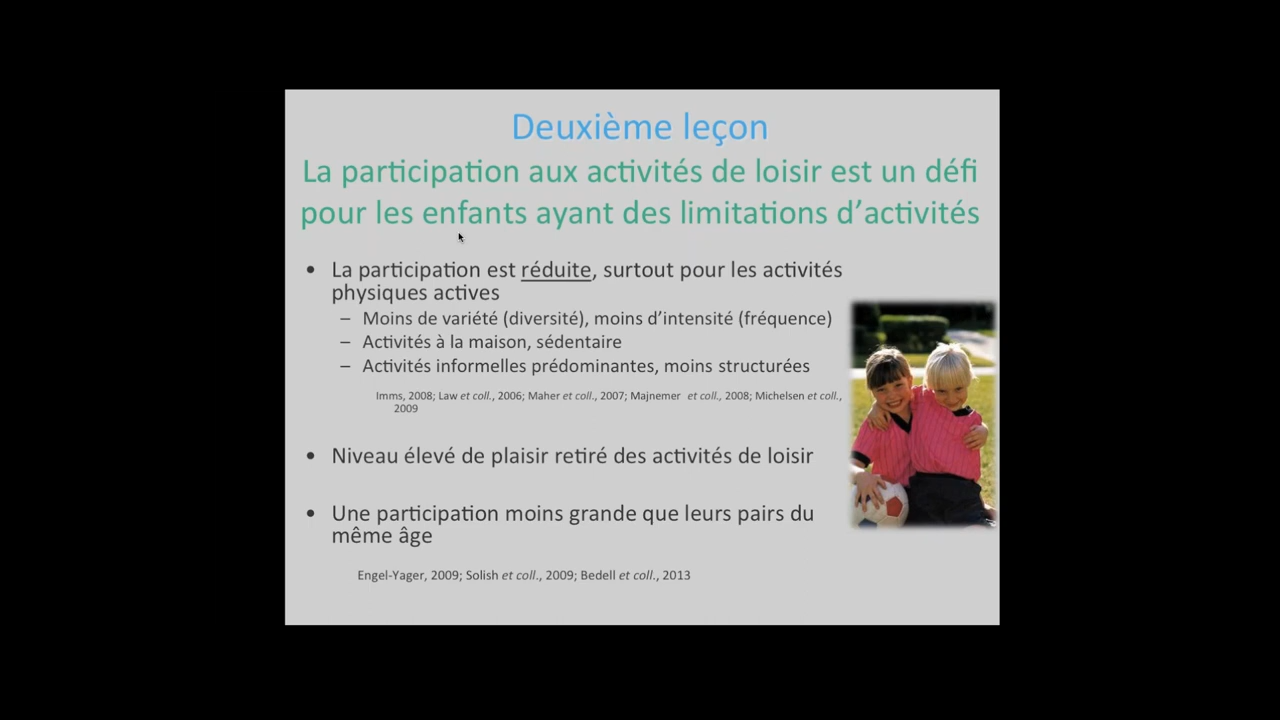 Deuxième leçon
La participation aux activités de loisir est un défi
pour les enfants ayant des limitations d’activités
• La participation est réduite, surtout pour les activités
physiques actives
– Moins de variété (diversité), moins d’intensité (fréquence)
– Activités à la maison, sédentaire
– Activités informelles prédominantes, moins structurées
Imms, 2008; Law et coll., 2006; Maher et coll., 2007; Majnemer et coll., 2008; Michelsen et coll.,
2009
• Niveau élevé de plaisir retiré des activités de loisir
• Une participation moins grande que leurs pairs du
même âge
Engel-Yager, 2009; Solish et coll., 2009; Bedell et coll., 2013